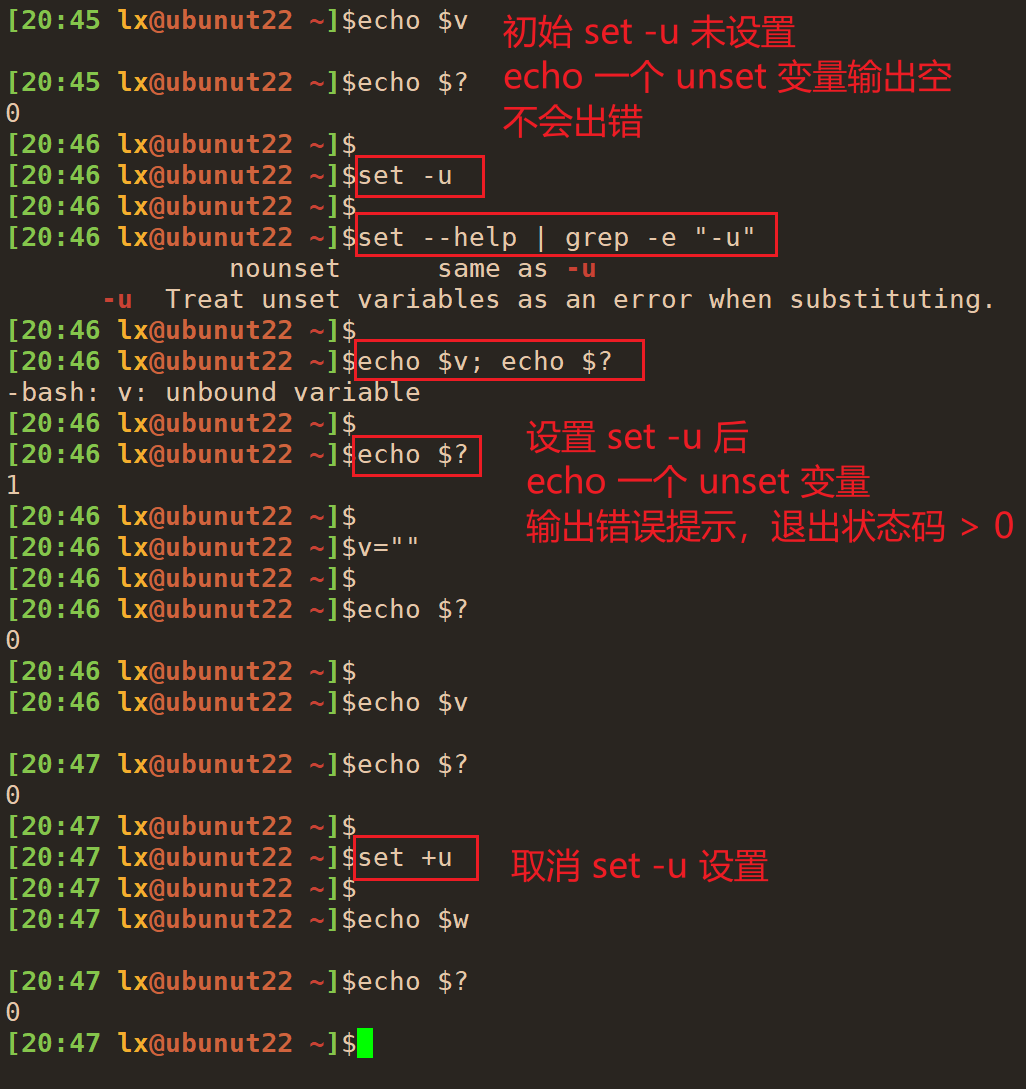 [20:45 lx@ubunut22 ~]$echo $v
初始 set -u 未设置
echo 一个 unset 变量输出空
不会出错
[20:45 lx@ubunut22 ~]$echo $?
0
[20:46 lx@ubunut22 ~]$
[20:46 lx@ubunut22 ~]$set -u
[20:46 lx@ubunut22 ~]$
[20:46 lx@ubunut22 ~]$set --help | grep -e "-u"
nounset      same as -u
-u  Treat unset variables as an error when substituting.
[20:46 lx@ubunut22 ~]$
[20:46 lx@ubunut22 ~]$echo $v; echo $?
-bash: v: unbound variable
[20:46 lx@ubunut22 ~]$
[20:46 lx@ubunut22 ~]$echo $?
1
设置 set -u 后
echo 一个 unset 变量
输出错误提示，退出状态码 > 0
[20:46 lx@ubunut22 ~]$
[20:46 lx@ubunut22 ~]$v=""
[20:46 lx@ubunut22 ~]$
[20:46 lx@ubunut22 ~]$echo $?
0
[20:46 lx@ubunut22 ~]$
[20:46 lx@ubunut22 ~]$echo $v
[20:47 lx@ubunut22 ~]$echo $?
0
[20:47 lx@ubunut22 ~]$
[20:47 lx@ubunut22 ~]$set +u
取消 set -u 设置
[20:47 lx@ubunut22 ~]$
[20:47 lx@ubunut22 ~]$echo $w
[20:47 lx@ubunut22 ~]$echo $?
0
[20:47 lx@ubunut22 ~]$